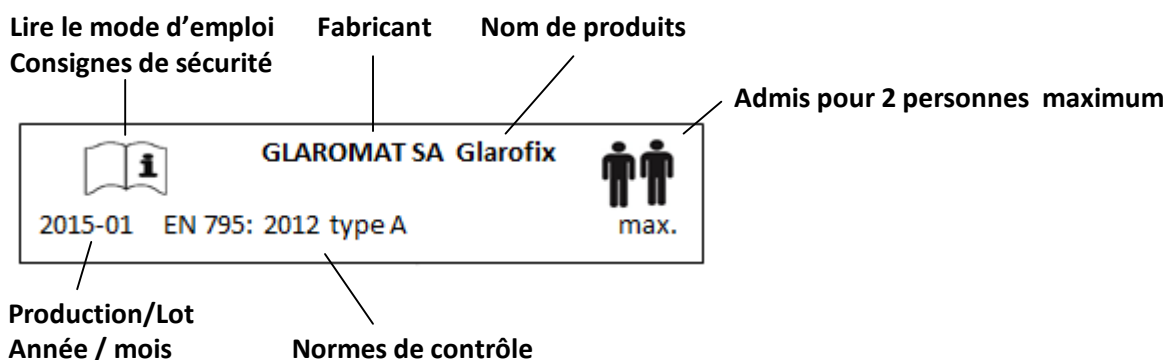 Lire le mode d’emploi Fabricant Nom de produits
Consignes de sécurité
Admis pour 2 personnes maximum
i GLAROMAT SA Glarofix
2015-01 EN 795: 2012 type A max.
Production/Lot
Année / mois Normes de contrôle